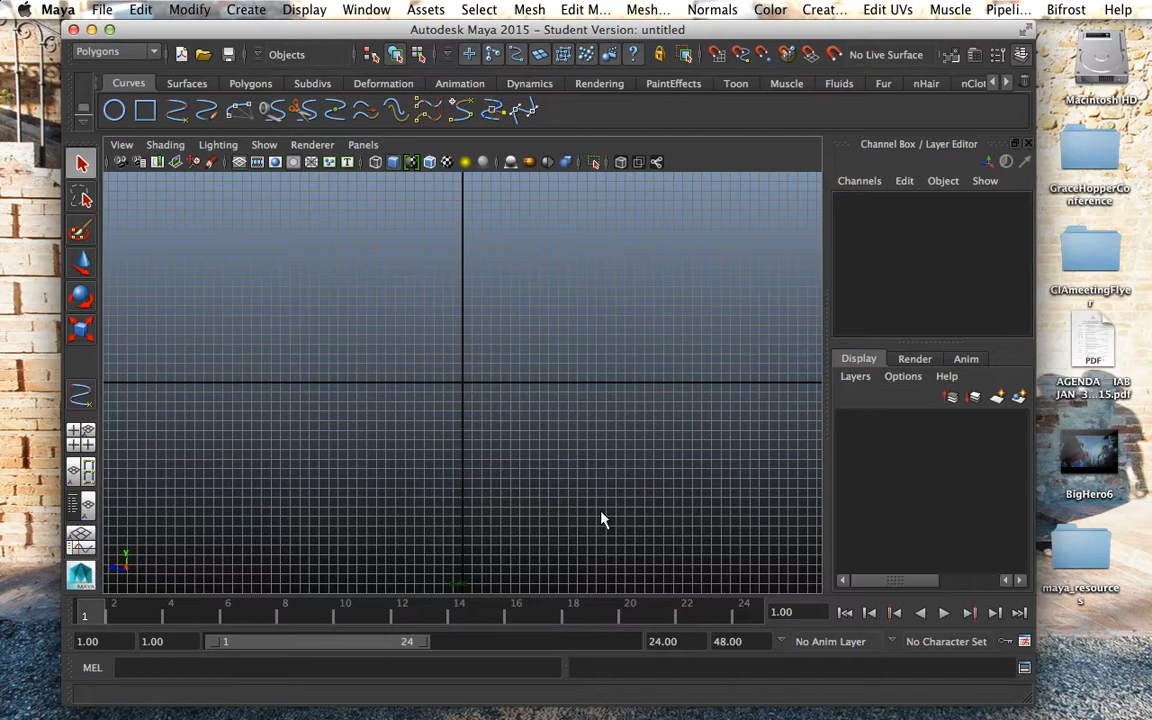 Maya File Edit Modify Create Display Window Assets Select Mesh Edit M... Mesh... Normals Color Creat... Edit UVs Muscle Pipeli... Bifrost Help
Autodesk Maya 2015 - Student Version: untitled
Polygons Objects No Live Surface
Curves Surfaces Polygons Subdivs Deformation Animation Dynamics Rendering PaintEffects Toon Muscle Fluids Fur nHair nClot
View Shading Lighting Show Renderer Panels
Channel Box / Layer Editor
Channels Edit Object Show
Display Render Anim
Layers Options Help
y
MAYA
1 2 4 6 8 10 12 14 16 18 20 22 24 1.00
1.00 1.00 1 24 24.00 48.00 No Anim Layer No Character Set
MEL
Macintosh HD
GraceHopperCo
nference
CIAmeetingFlye
r
PDF
AGENDA IAB
JAN 3...15.pdf
BigHero6
maya_resource
s